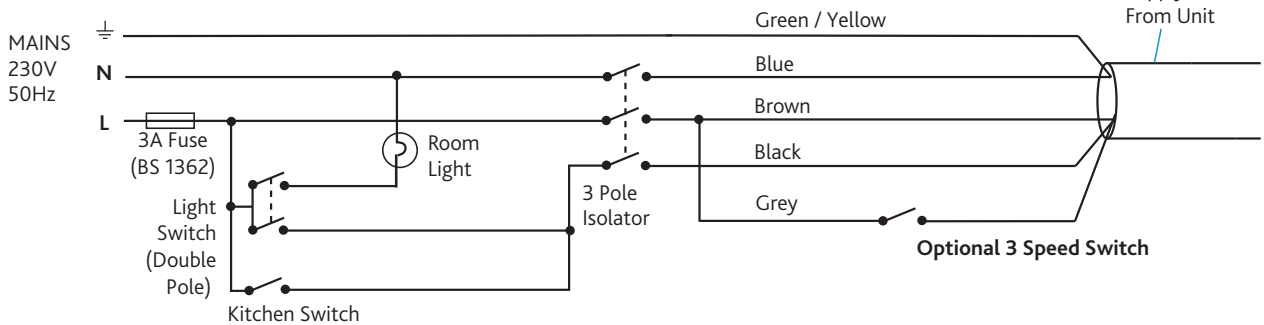 From Unit
Green / Yellow
MAINS
230V
50Hz
N
Blue
L
Brown
3A Fuse
(BS 1362)
Room
Light
Black
3 Pole
Isolator
Light
Switch
(Double
Pole)
Grey
Optional 3 Speed Switch
Kitchen Switch